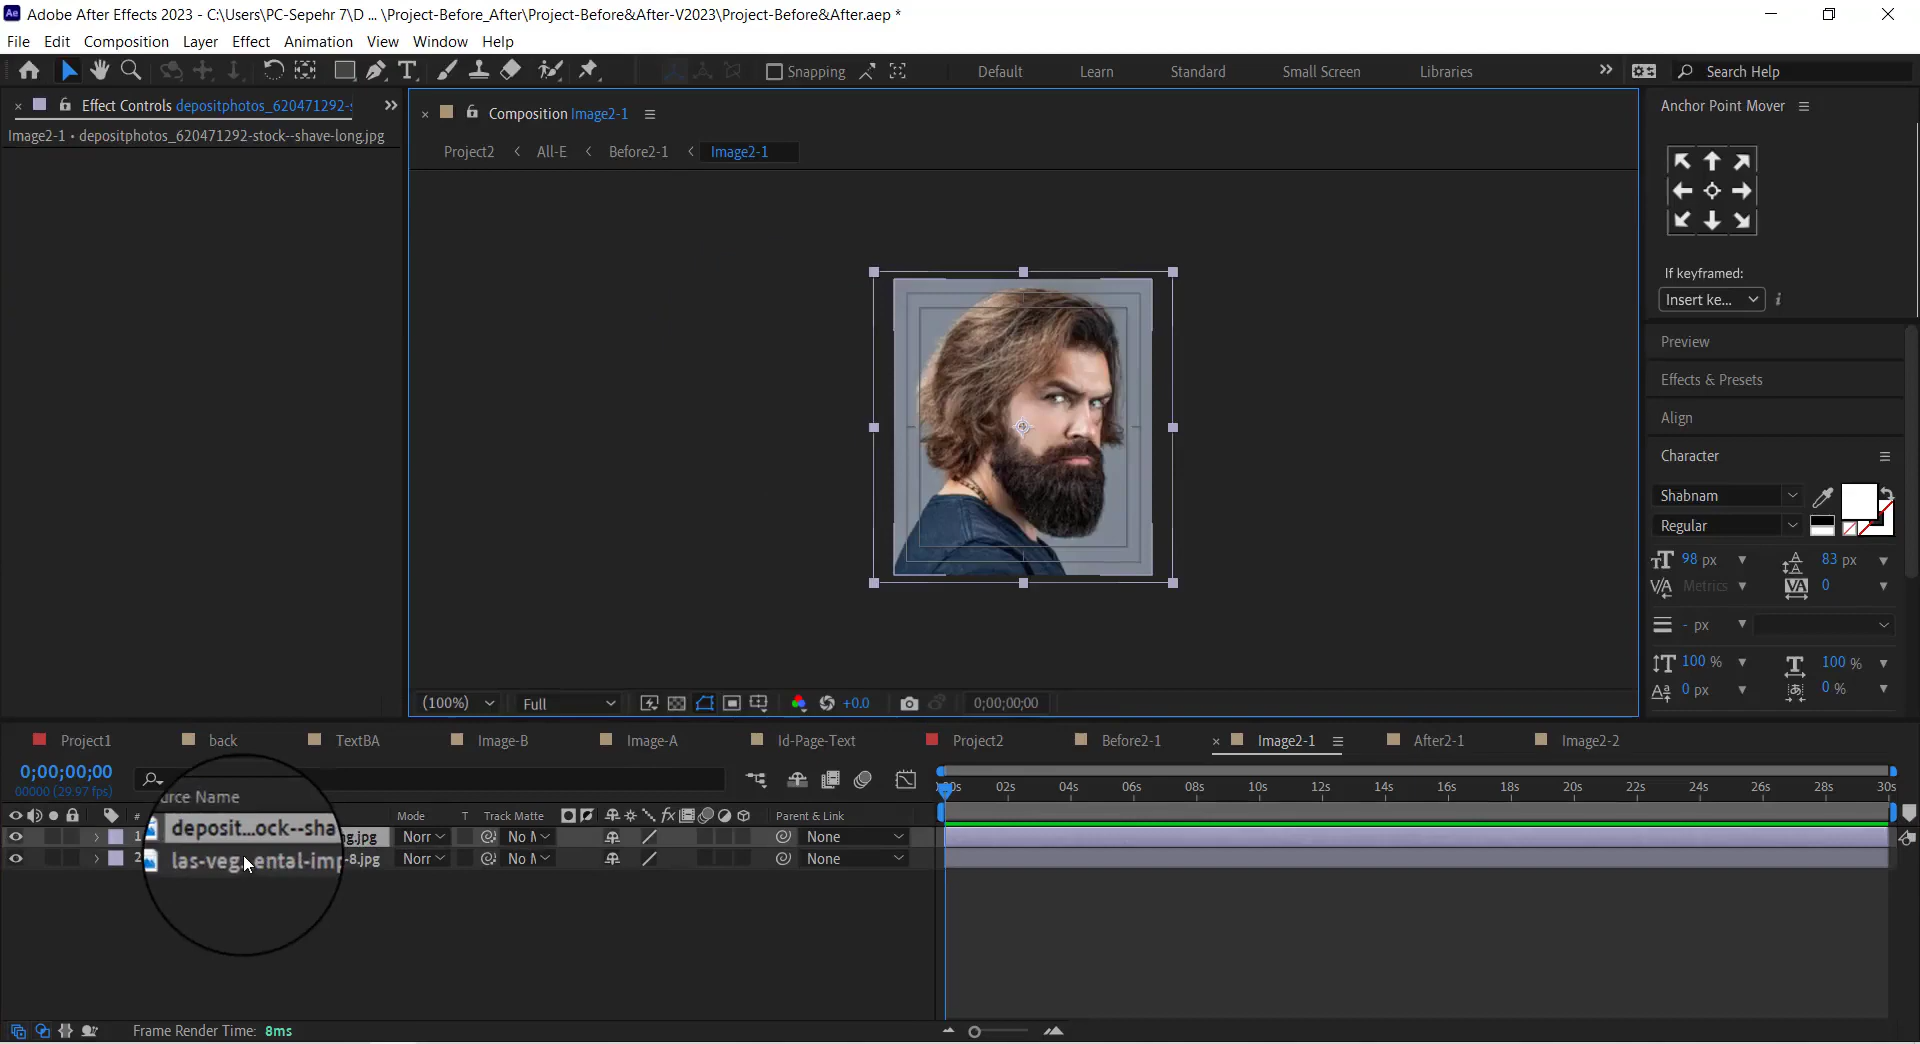 Ae Adobe After Effects 2023 - C:\Users\PC-Sepehr 7\D ... \Project-Before_After\Project-Before&After-V2023\Project-Before&After.aep *
File Edit Composition Layer Effect Animation View Window Help
Snapping Default Learn Standard Small Screen Libraries Search Help
Effect Controls depositphotos_620471292-s
Image2-1 • depositphotos_620471292-stock--shave-long.jpg
Composition Image2-1
Project2 < All-E < Before2-1 < Image2-1
Anchor Point Mover
If keyframed:
Insert ke...
Preview
Effects & Presets
Align
Character
Shabnam
Regular
98 px 83 px
Metrics 0
- px
100 % 100 %
0 px 0 %
(100%) Full +0.0 0;00;00;00
Project1 back TextBA Image-B Image-A Id-Page-Text Project2 Before2-1 Image2-1 After2-1 Image2-2
0;00;00;00
00000 (29.97 fps)
00s 02s 04s 06s 08s 10s 12s 14s 16s 18s 20s 22s 24s 26s 28s 30s
# urce Name Mode T Track Matte fx Parent & Link
1 deposit...ock--sha ng.jpg Norr No M None
2 las-veg ental-imp -8.jpg Norr No M None
Frame Render Time: 8ms